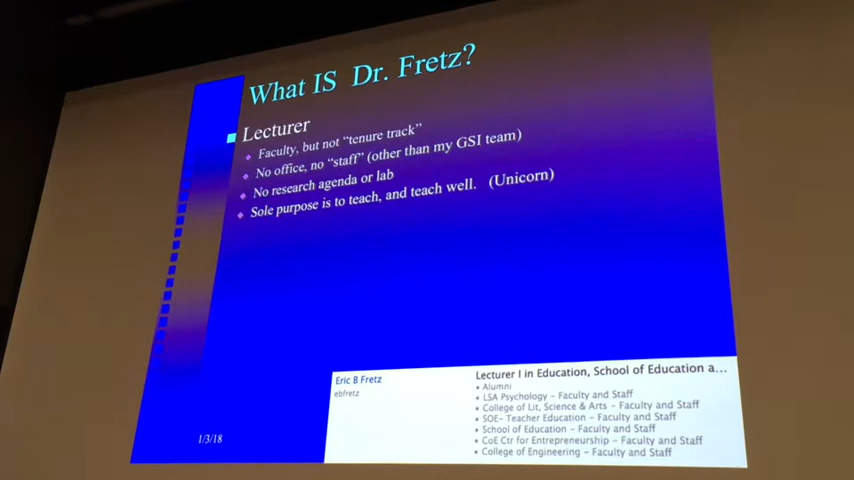 What IS Dr. Fretz?
Lecturer
Faculty, but not “tenure track”
No office, no “staff” (other than my GSI team)
No research agenda or lab
Sole purpose is to teach, and teach well. (Unicorn)
Eric B Fretz
ebfretz
Lecturer I in Education, School of Education a...
• Alumni
• LSA Psychology - Faculty and Staff
• College of Lit, Science & Arts - Faculty and Staff
• SOE- Teacher Education - Faculty and Staff
• School of Education - Faculty and Staff
• CoE Ctr for Entrepreneurship - Faculty and Staff
• College of Engineering - Faculty and Staff
1/3/18